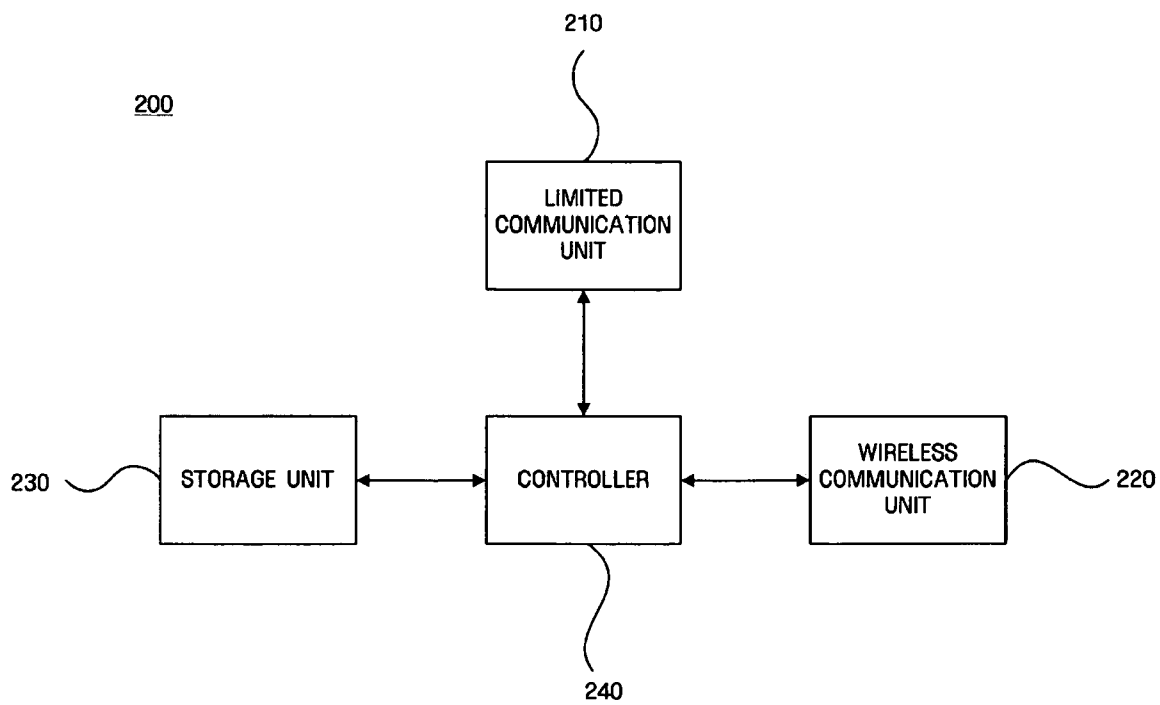 210
200
LIMITED
COMMUNICATION
UNIT
230
STORAGE UNIT
CONTROLLER
WIRELESS
COMMUNICATION
UNIT
220
240